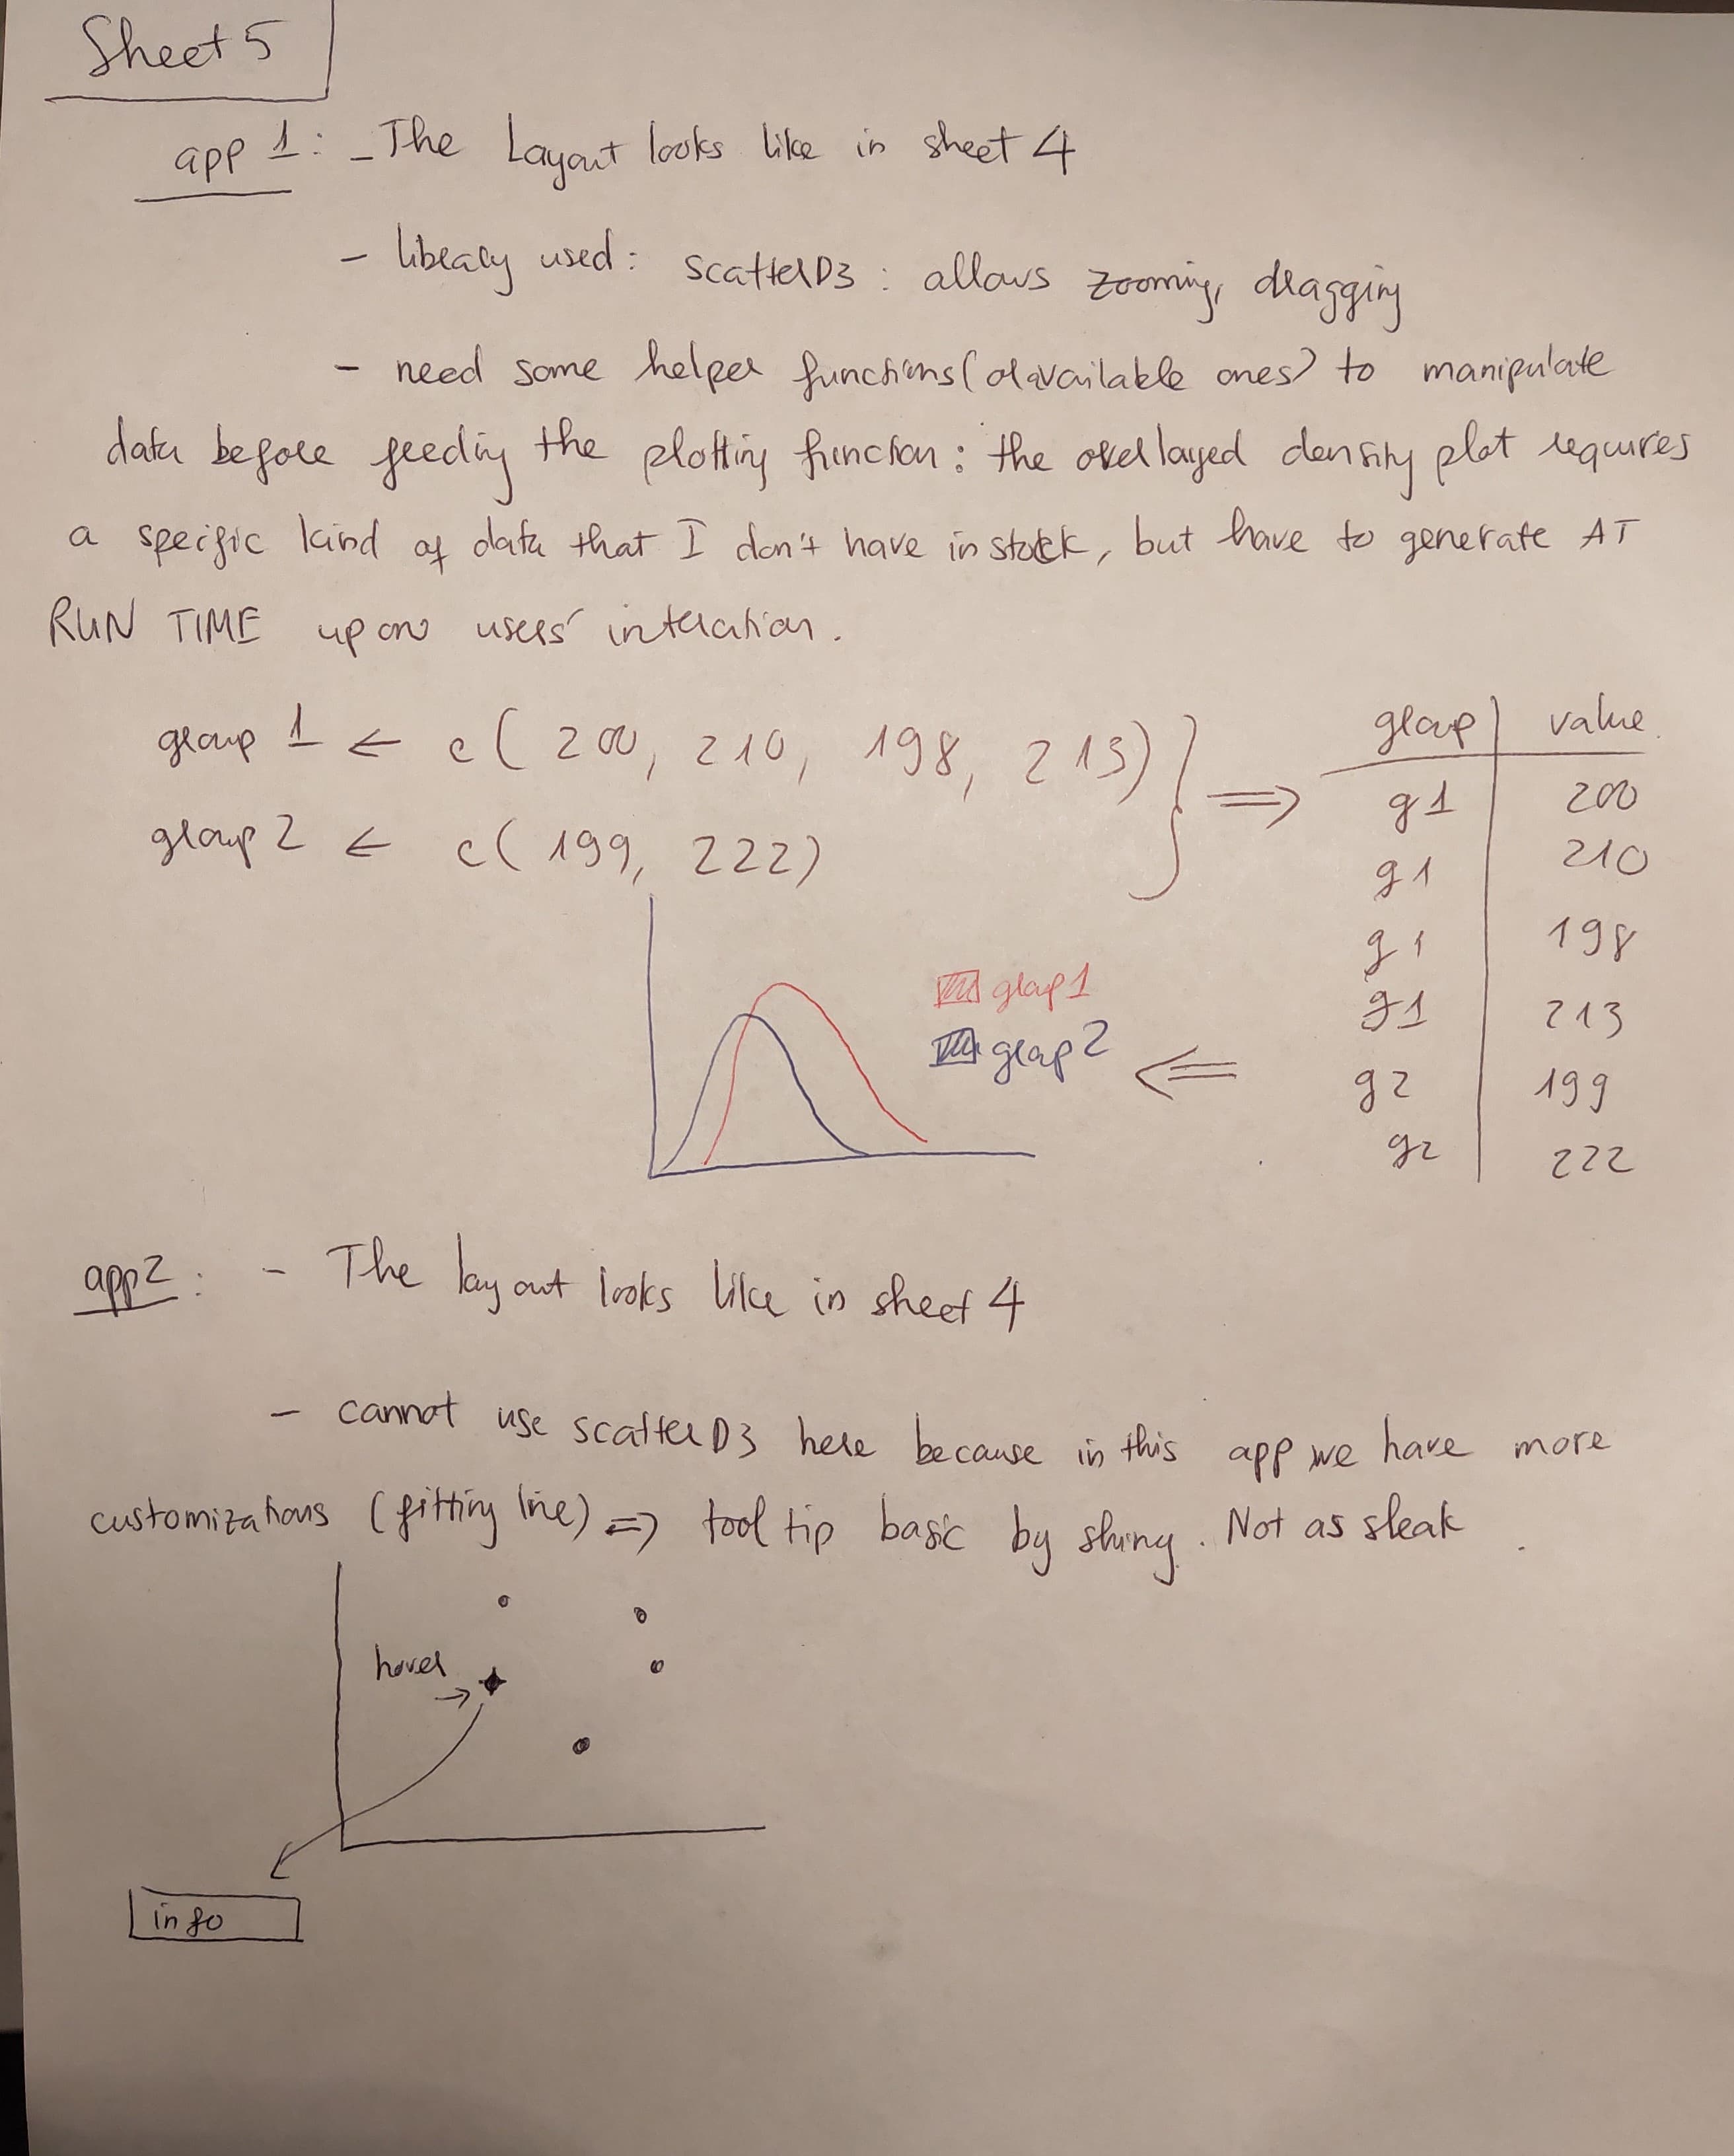 Sheet 5
app 1: - The Layout looks like in sheet 4
- library used: scatterD3: allows zooming, dragging
- need some helper functions (or available ones) to manipulate
data before feeding the plotting function: the overlayed density plot requires
a specific kind of data that I don't have in stock, but have to generate AT
RUN TIME upon users' interaction.
group 1 ← c( 200, 210, 198, 213) } ⇒
group 2 ← c( 199, 222)
group | value
g1 | 200
g1 | 210
g1 | 198
g1 | 213
g2 | 199
g2 | 222
group 1
group 2 ⇐
app2: - The layout looks like in sheet 4
- cannot use scatterD3 here because in this app we have more
customizations (fitting line) => tool tip basic by shiny. Not as sleak.
hover →
info